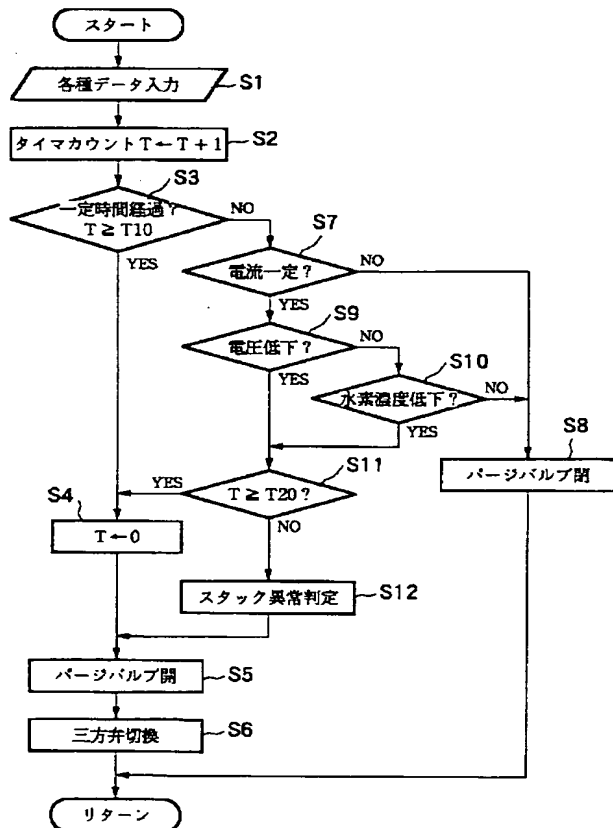 スタート
各種データ入力
S1
タイマカウントT←T+1
S2
S3
一定時間経過?
T≧T10
NO
YES
S7
電流一定?
NO
YES
S9
電圧低下?
NO
YES
S10
水素濃度低下?
NO
YES
S8
パージバルブ閉
S11
T≧T20?
YES
NO
S4
T←0
スタック異常判定
S12
パージバルブ開
S5
三方弁切換
S6
リターン